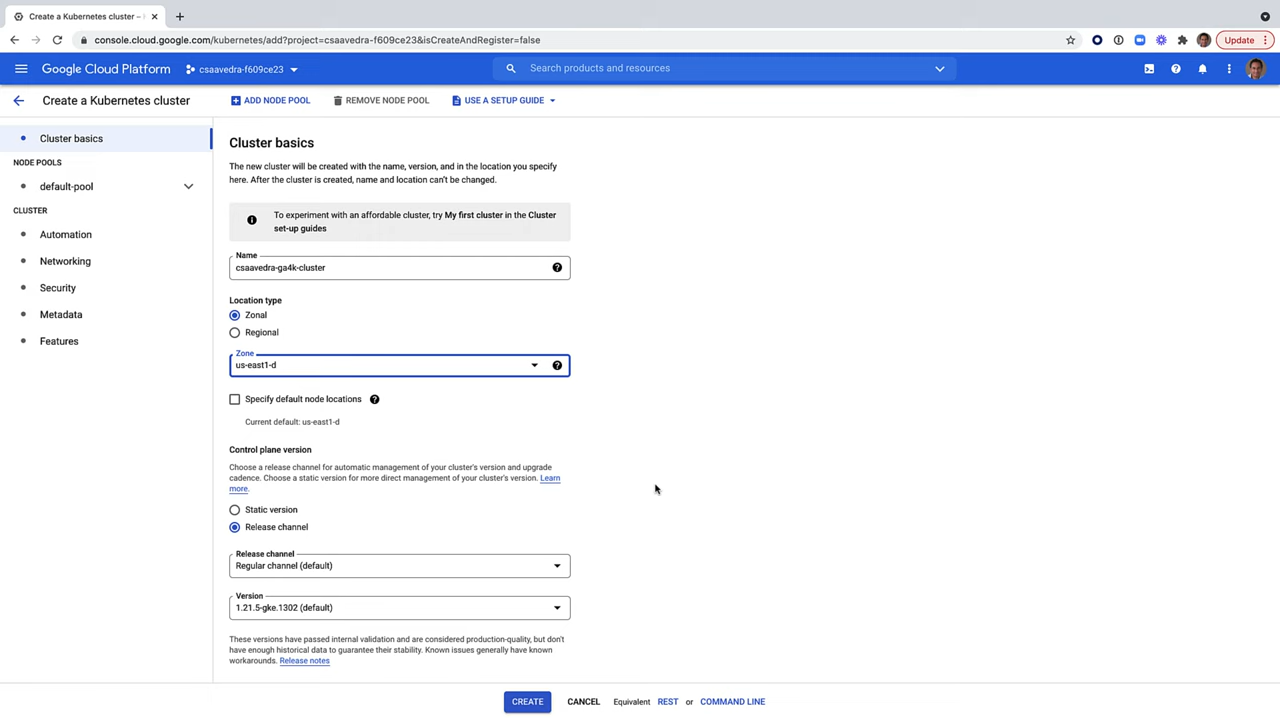 Create a Kubernetes cluster –
console.cloud.google.com/kubernetes/add?project=csaavedra-f609ce23&isCreateAndRegister=false
Update
Google Cloud Platform
csaavedra-f609ce23
Search products and resources
Create a Kubernetes cluster
ADD NODE POOL
REMOVE NODE POOL
USE A SETUP GUIDE
Cluster basics
NODE POOLS
default-pool
CLUSTER
Automation
Networking
Security
Metadata
Features
Cluster basics
The new cluster will be created with the name, version, and in the location you specify
here. After the cluster is created, name and location can't be changed.
To experiment with an affordable cluster, try My first cluster in the Cluster
set-up guides
Name
csaavedra-ga4k-cluster
Location type
Zonal
Regional
Zone
us-east1-d
Specify default node locations
Current default: us-east1-d
Control plane version
Choose a release channel for automatic management of your cluster's version and upgrade
cadence. Choose a static version for more direct management of your cluster's version. Learn
more.
Static version
Release channel
Release channel
Regular channel (default)
Version
1.21.5-gke.1302 (default)
These versions have passed internal validation and are considered production-quality, but don't
have enough historical data to guarantee their stability. Known issues generally have known
workarounds. Release notes
CREATE
CANCEL
Equivalent REST or COMMAND LINE